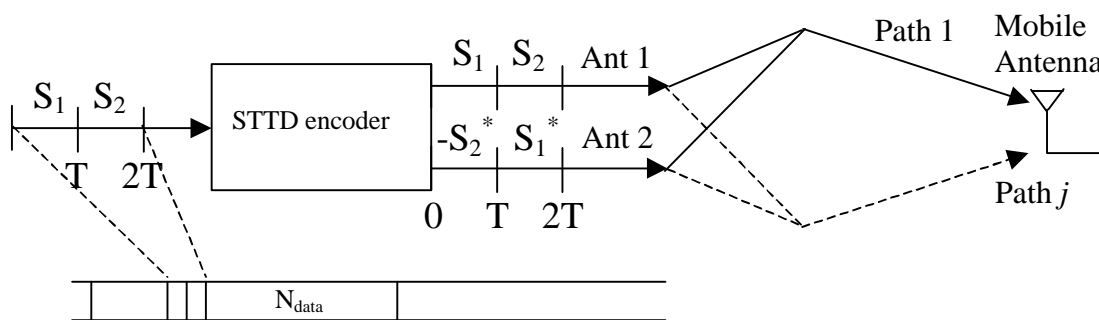 S₁ S₂
T 2T
STTD encoder
S₁ S₂ Ant 1
-S₂* S₁* Ant 2
0 T 2T
Path 1
Mobile
Antenna
Path j
N_data